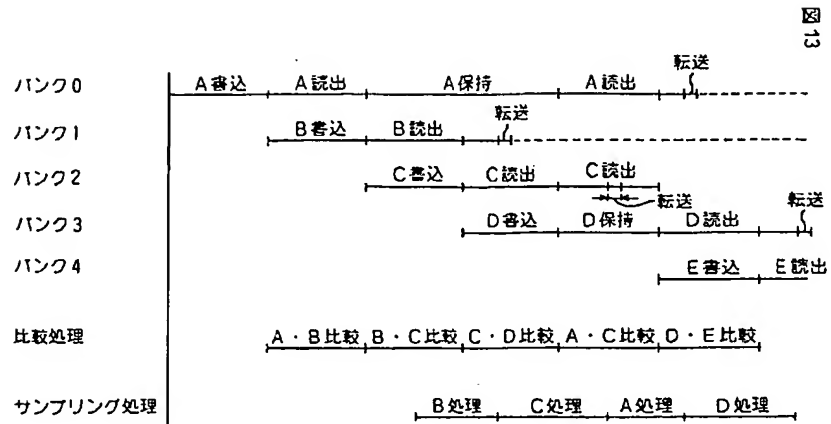 図13
転送
バンク0 A書込 A読出 A保持 A読出
転送
バンク1 B書込 B読出
バンク2 C書込 C読出 C読出
転送 転送
バンク3 D書込 D保持 D読出
バンク4 E書込 E読出
比較処理 A・B比較 B・C比較 C・D比較 A・C比較 D・E比較
サンプリング処理 B処理 C処理 A処理 D処理